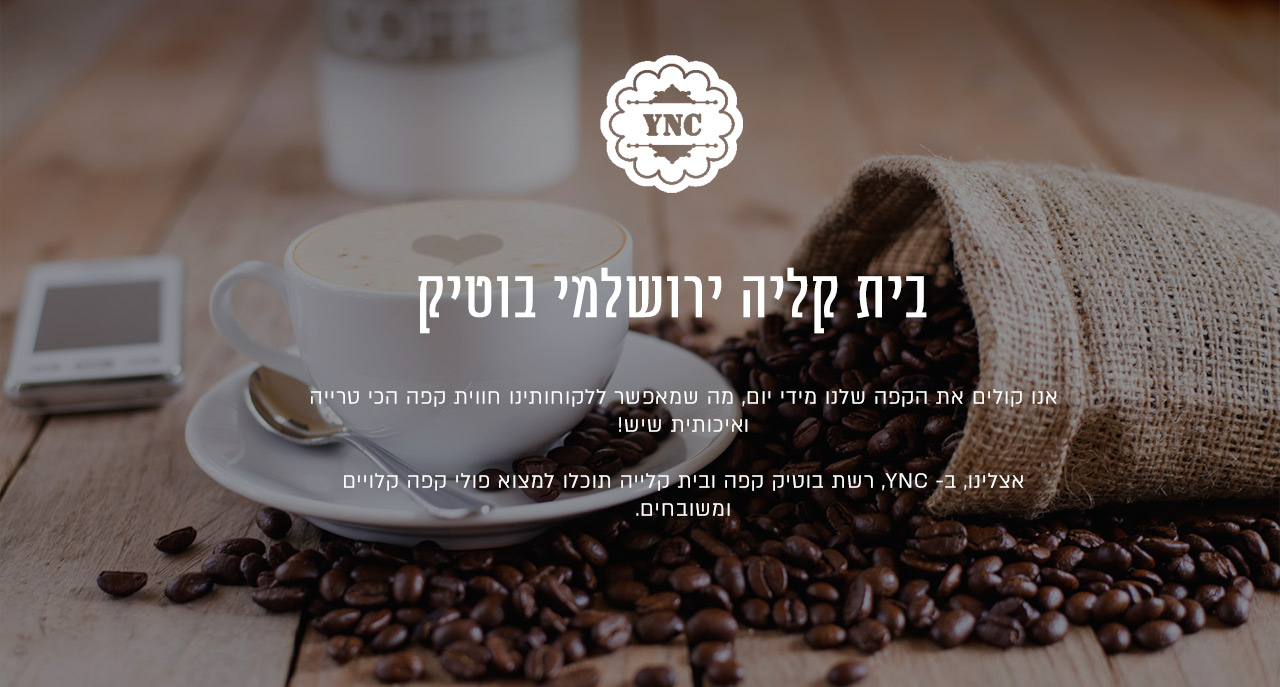 COFFEE
YNC
בית קליה ירושלמי בוטיק
אנו קולים את הקפה שלנו מידי יום, מה שמאפשר ללקוחותינו חווית קפה הכי טרייה
ואיכותית שיש!
אצלינו, ב- YNC, רשת בוטיק קפה ובית קלייה תוכלו למצוא פולי קפה קלויים
ומשובחים.